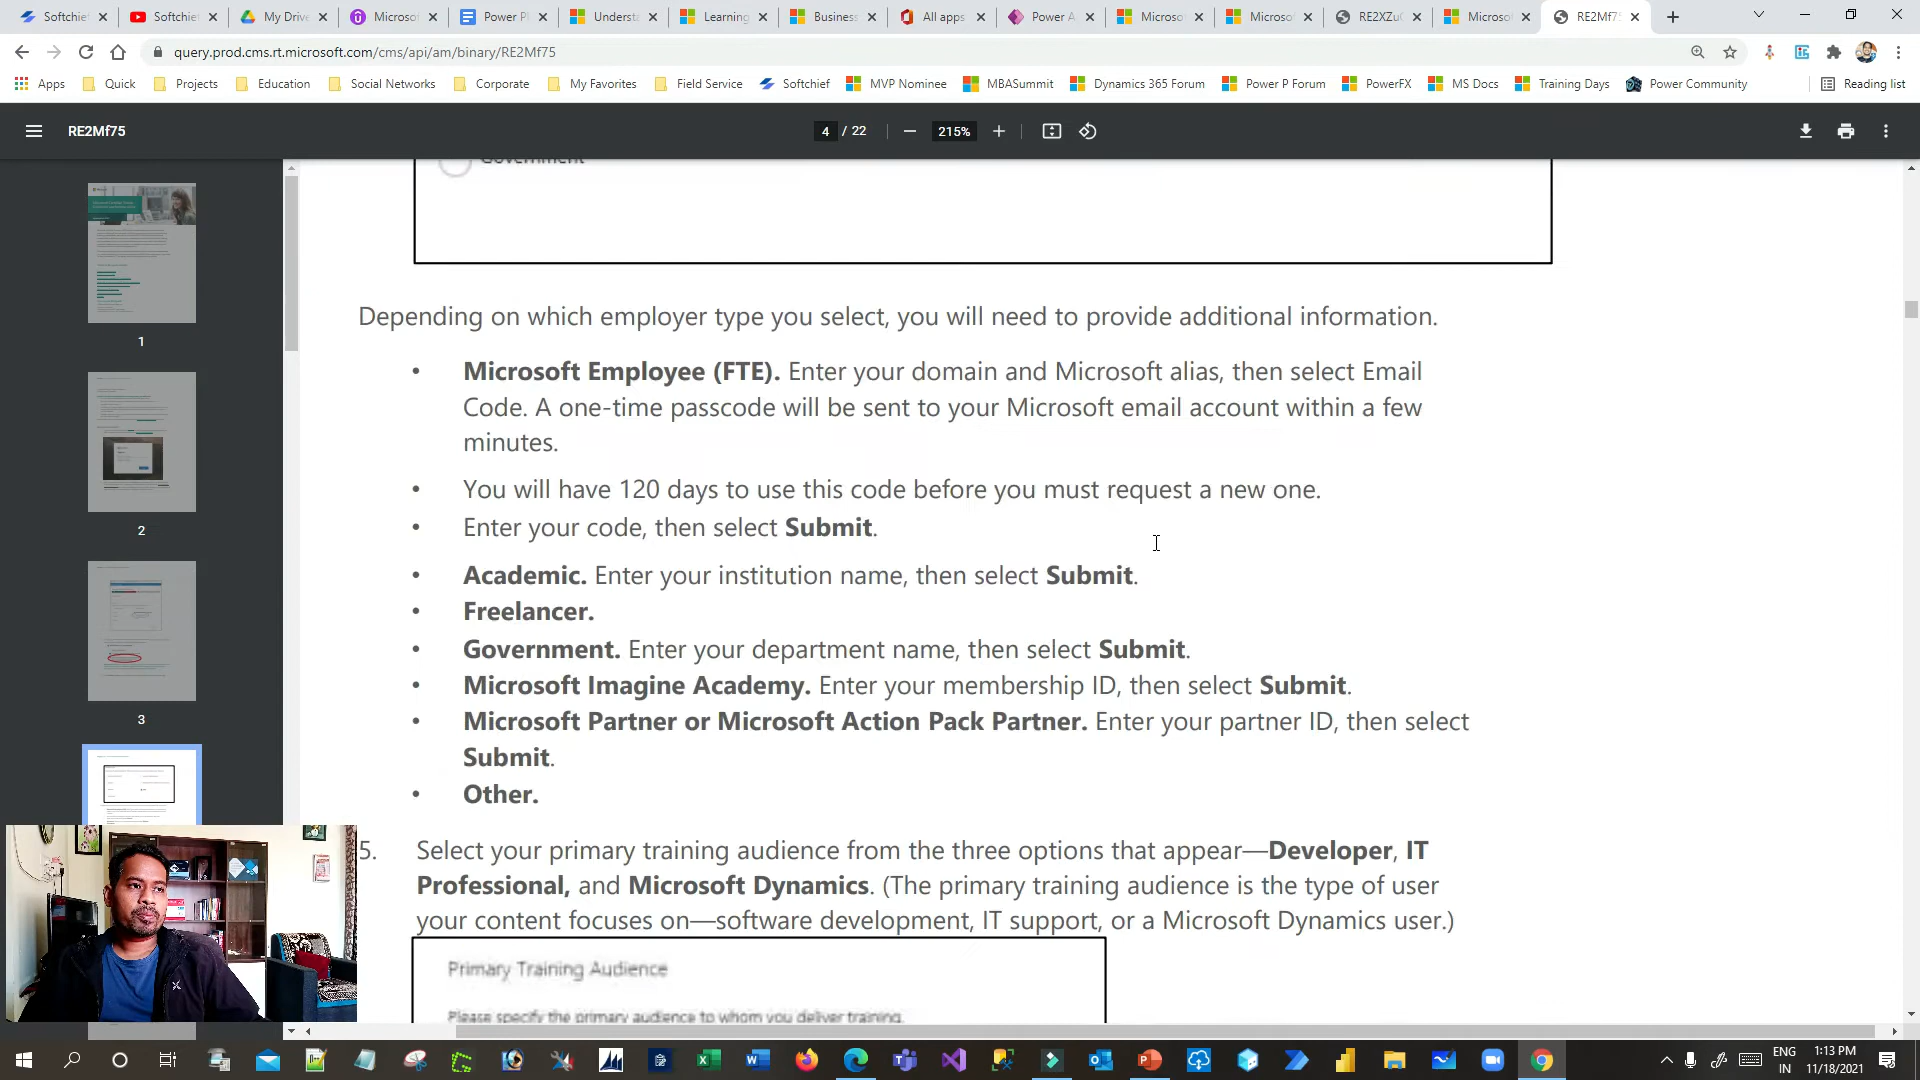 Softchief
Softchief
My Drive
Microsof
Power Pl
Underst
Learning
Business
All apps
Power A
Microso
Microso
RE2XZu
Microso
RE2Mf7
query.prod.cms.rt.microsoft.com/cms/api/am/binary/RE2Mf75
Apps
Quick
Projects
Education
Social Networks
Corporate
My Favorites
Field Service
Softchief
MVP Nominee
MBASummit
Dynamics 365 Forum
Power P Forum
PowerFX
MS Docs
Training Days
Power Community
Reading list
RE2Mf75
4 / 22
215%
Government
Depending on which employer type you select, you will need to provide additional information.
• Microsoft Employee (FTE). Enter your domain and Microsoft alias, then select Email
Code. A one-time passcode will be sent to your Microsoft email account within a few
minutes.
• You will have 120 days to use this code before you must request a new one.
• Enter your code, then select Submit.
• Academic. Enter your institution name, then select Submit.
• Freelancer.
• Government. Enter your department name, then select Submit.
• Microsoft Imagine Academy. Enter your membership ID, then select Submit.
• Microsoft Partner or Microsoft Action Pack Partner. Enter your partner ID, then select
Submit.
• Other.
5. Select your primary training audience from the three options that appear—Developer, IT
Professional, and Microsoft Dynamics. (The primary training audience is the type of user
your content focuses on—software development, IT support, or a Microsoft Dynamics user.)
Primary Training Audience
Please specify the primary audience to whom you deliver training.
1
2
3
ENG
IN
1:13 PM
11/18/2021